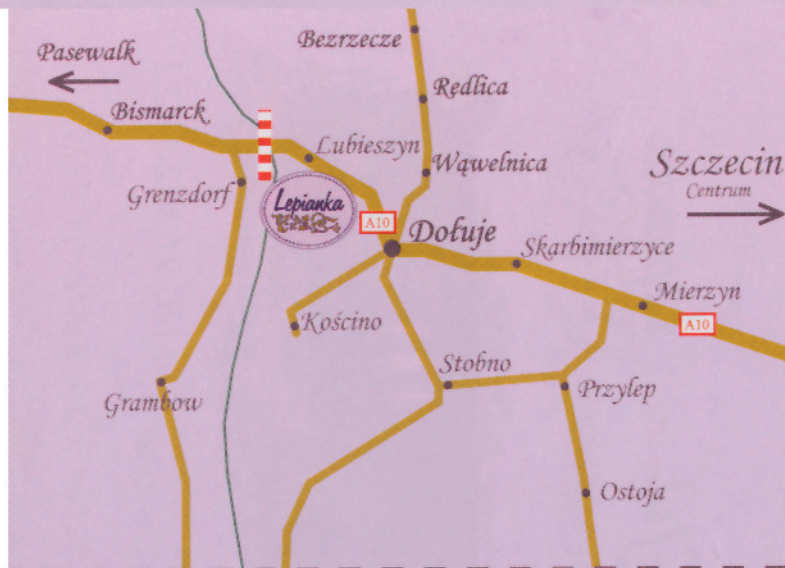 Bezrzecze
Pasewalk
Redlica
Bismarck
Lubieszyn
Wąwelnica
Szczecin
Centrum
Grenzdorf
Lepianka
A10
Dołuje
Skarbimierzyce
Mierzyn
A10
Kościno
Stobno
Przylep
Grambow
Ostoja